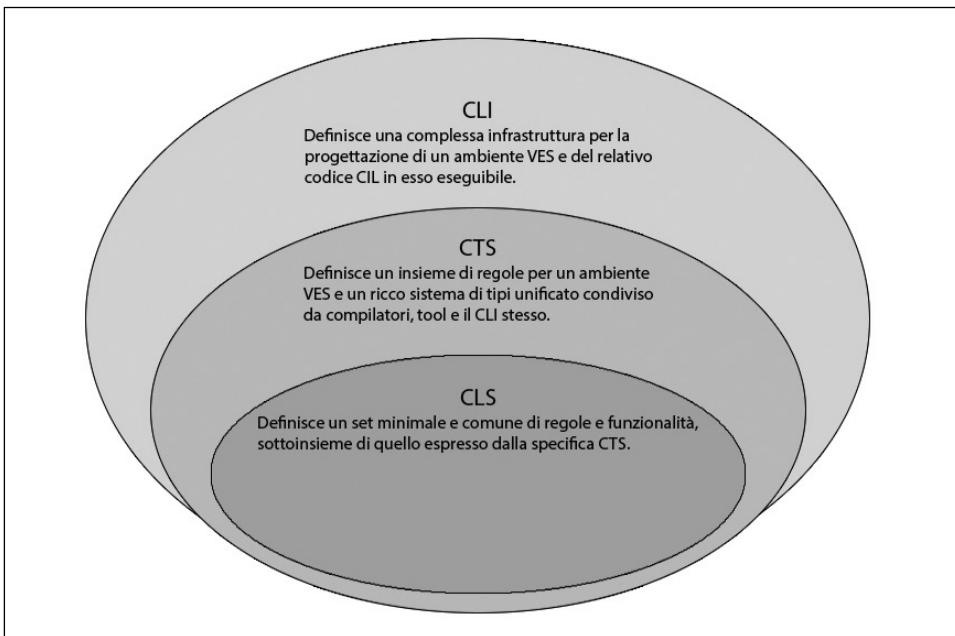 CLI
Definisce una complessa infrastruttura per la
progettazione di un ambiente VES e del relativo
codice CIL in esso eseguibile.
CTS
Definisce un insieme di regole per un ambiente
VES e un ricco sistema di tipi unificato condiviso
da compilatori, tool e il CLI stesso.
CLS
Definisce un set minimale e comune di regole e funzionalità,
sottoinsieme di quello espresso dalla specifica CTS.